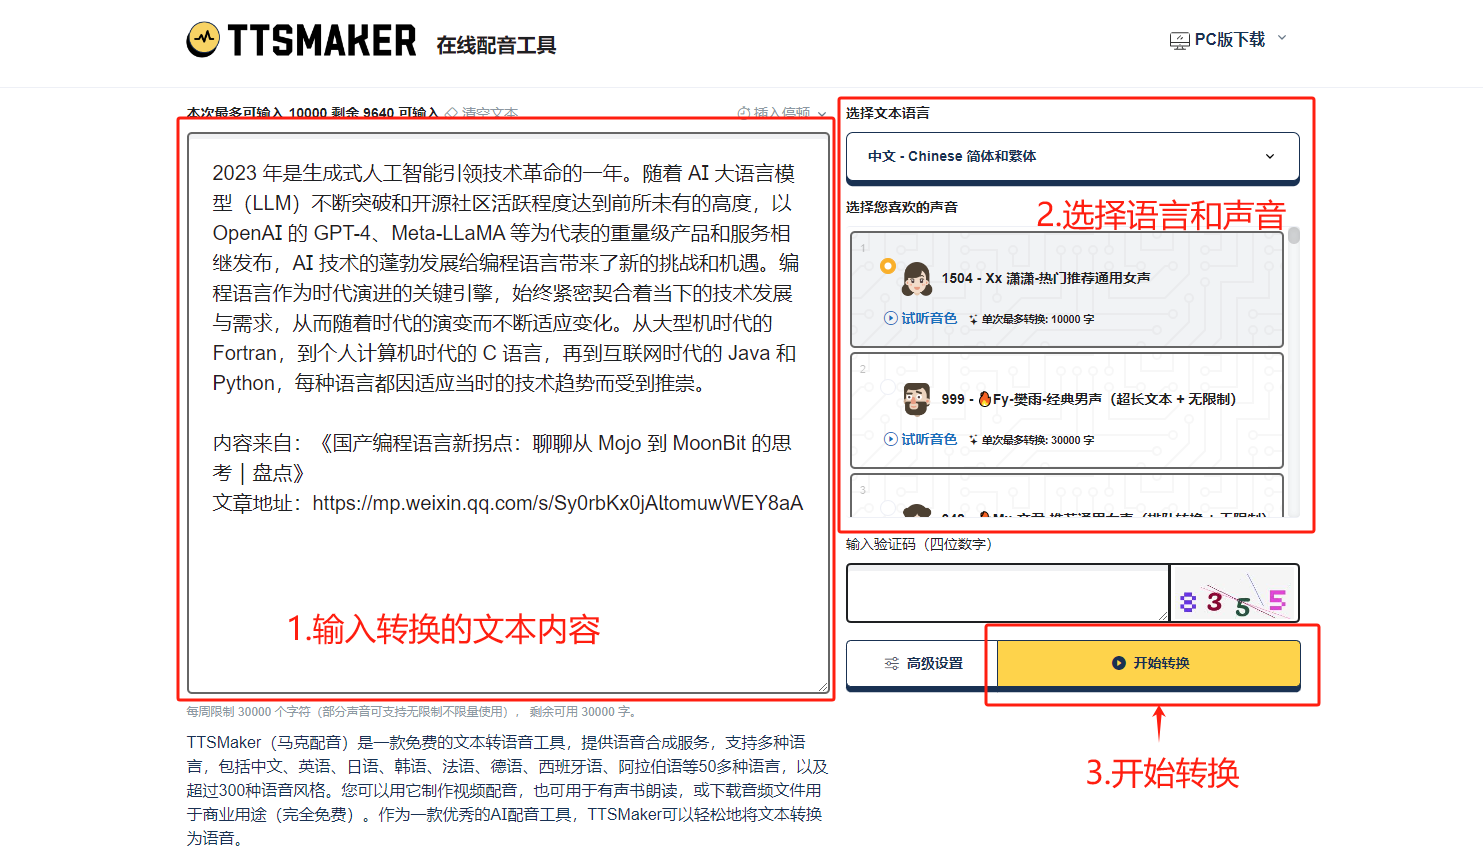 TTSMAKER 在线配音工具
PC版下载
本次最多可输入 10000 剩余 9640 可输入 清空文本
插入停顿
2023 年是生成式人工智能引领技术革命的一年。随着 AI 大语言模
型（LLM）不断突破和开源社区活跃程度达到前所未有的高度，以
OpenAI 的 GPT-4、Meta-LLaMA 等为代表的重量级产品和服务相
继发布，AI 技术的蓬勃发展给编程语言带来了新的挑战和机遇。编
程语言作为时代演进的关键引擎，始终紧密契合着当下的技术发展
与需求，从而随着时代的演变而不断适应变化。从大型机时代的
Fortran，到个人计算机时代的 C 语言，再到互联网时代的 Java 和
Python，每种语言都因适应当时的技术趋势而受到推崇。
内容来自：《国产编程语言新拐点：聊聊从 Mojo 到 MoonBit 的思
考 | 盘点》
文章地址：https://mp.weixin.qq.com/s/Sy0rbKx0jAltomuwWEY8aA
1.输入转换的文本内容
每周限制 30000 个字符（部分声音可支持无限制不限量使用）， 剩余可用 30000 字。
TTSMaker（马克配音）是一款免费的文本转语音工具，提供语音合成服务，支持多种语
言，包括中文、英语、日语、韩语、法语、德语、西班牙语、阿拉伯语等50多种语言，以及
超过300种语音风格。您可以用它制作视频配音，也可用于有声书朗读，或下载音频文件用
于商业用途（完全免费）。作为一款优秀的AI配音工具，TTSMaker可以轻松地将文本转换
为语音。
选择文本语言
中文 - Chinese 简体和繁体
选择您喜欢的声音
2.选择语言和声音
1
1504 - Xx 潇潇-热门推荐通用女声
试听音色 单次最多转换: 10000 字
2
999 - 🔥Fy-樊雨-经典男声（超长文本 + 无限制）
试听音色 单次最多转换: 30000 字
3
输入验证码（四位数字）
8 3 5 5
高级设置
开始转换
3.开始转换